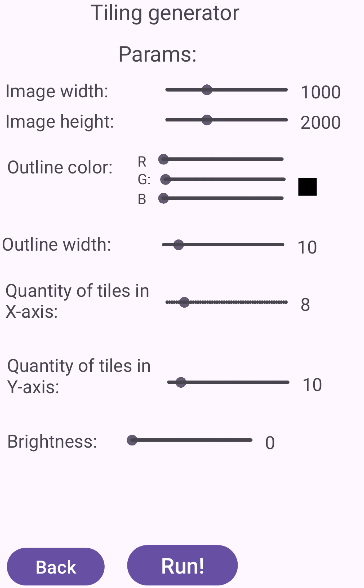 Tiling generator
Params:
Image width: 1000
Image height: 2000
Outline color:
R
G:
B
Outline width: 10
Quantity of tiles in
X-axis: 8
Quantity of tiles in
Y-axis: 10
Brightness: 0
Back Run!